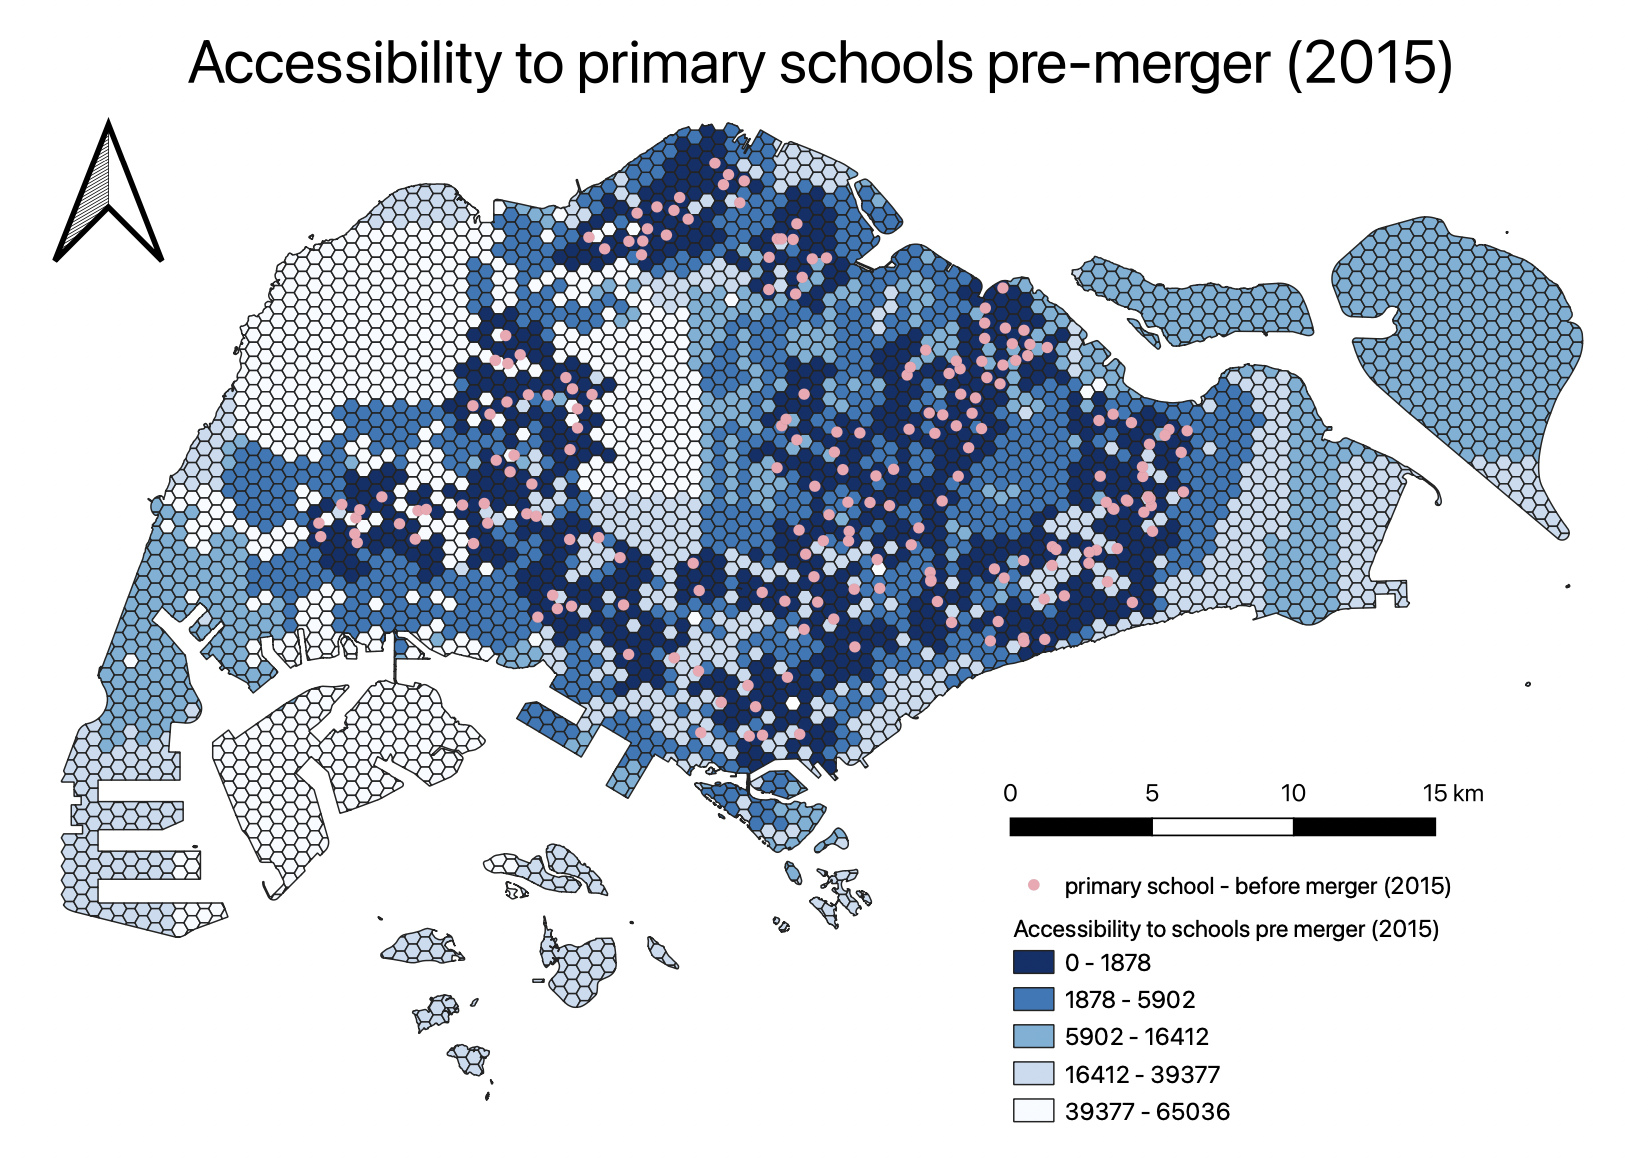 Accessibility to primary schools pre-merger (2015)
0 5 10 15 km
primary school - before merger (2015)
Accessibility to schools pre merger (2015)
0 - 1878
1878 - 5902
5902 - 16412
16412 - 39377
39377 - 65036